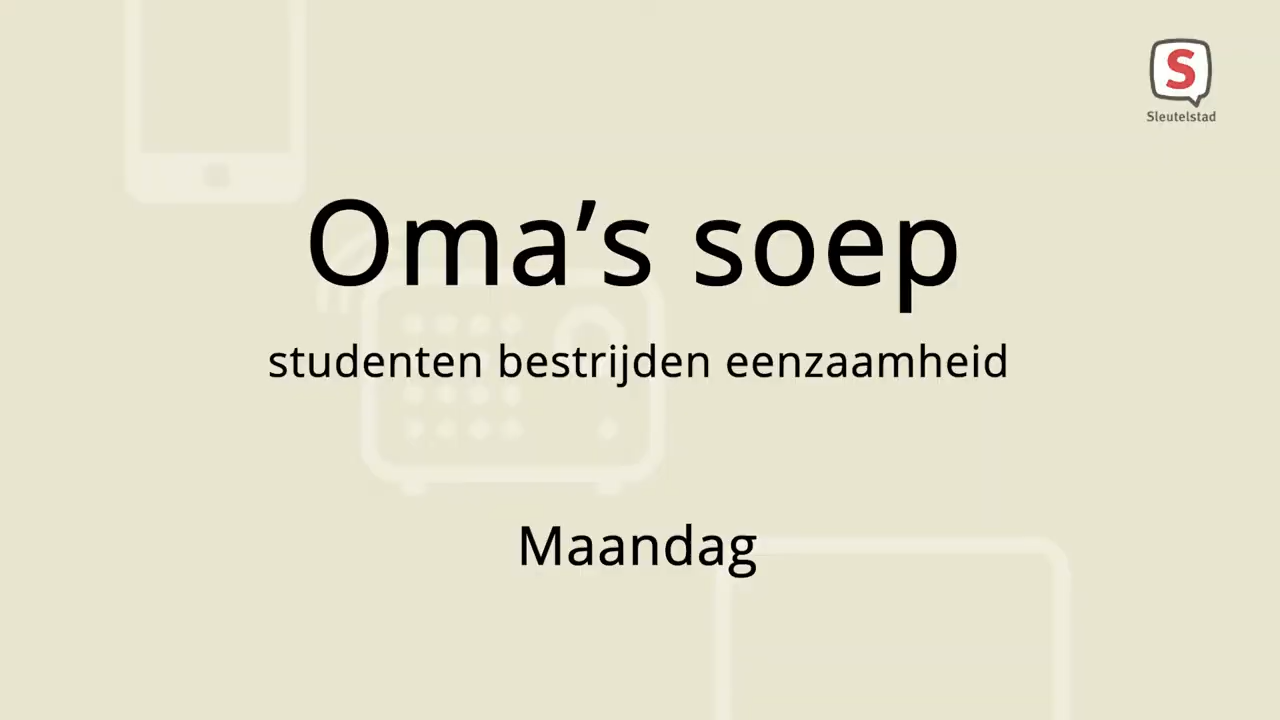 S
Sleutelstad
Oma’s soep
studenten bestrijden eenzaamheid
Maandag